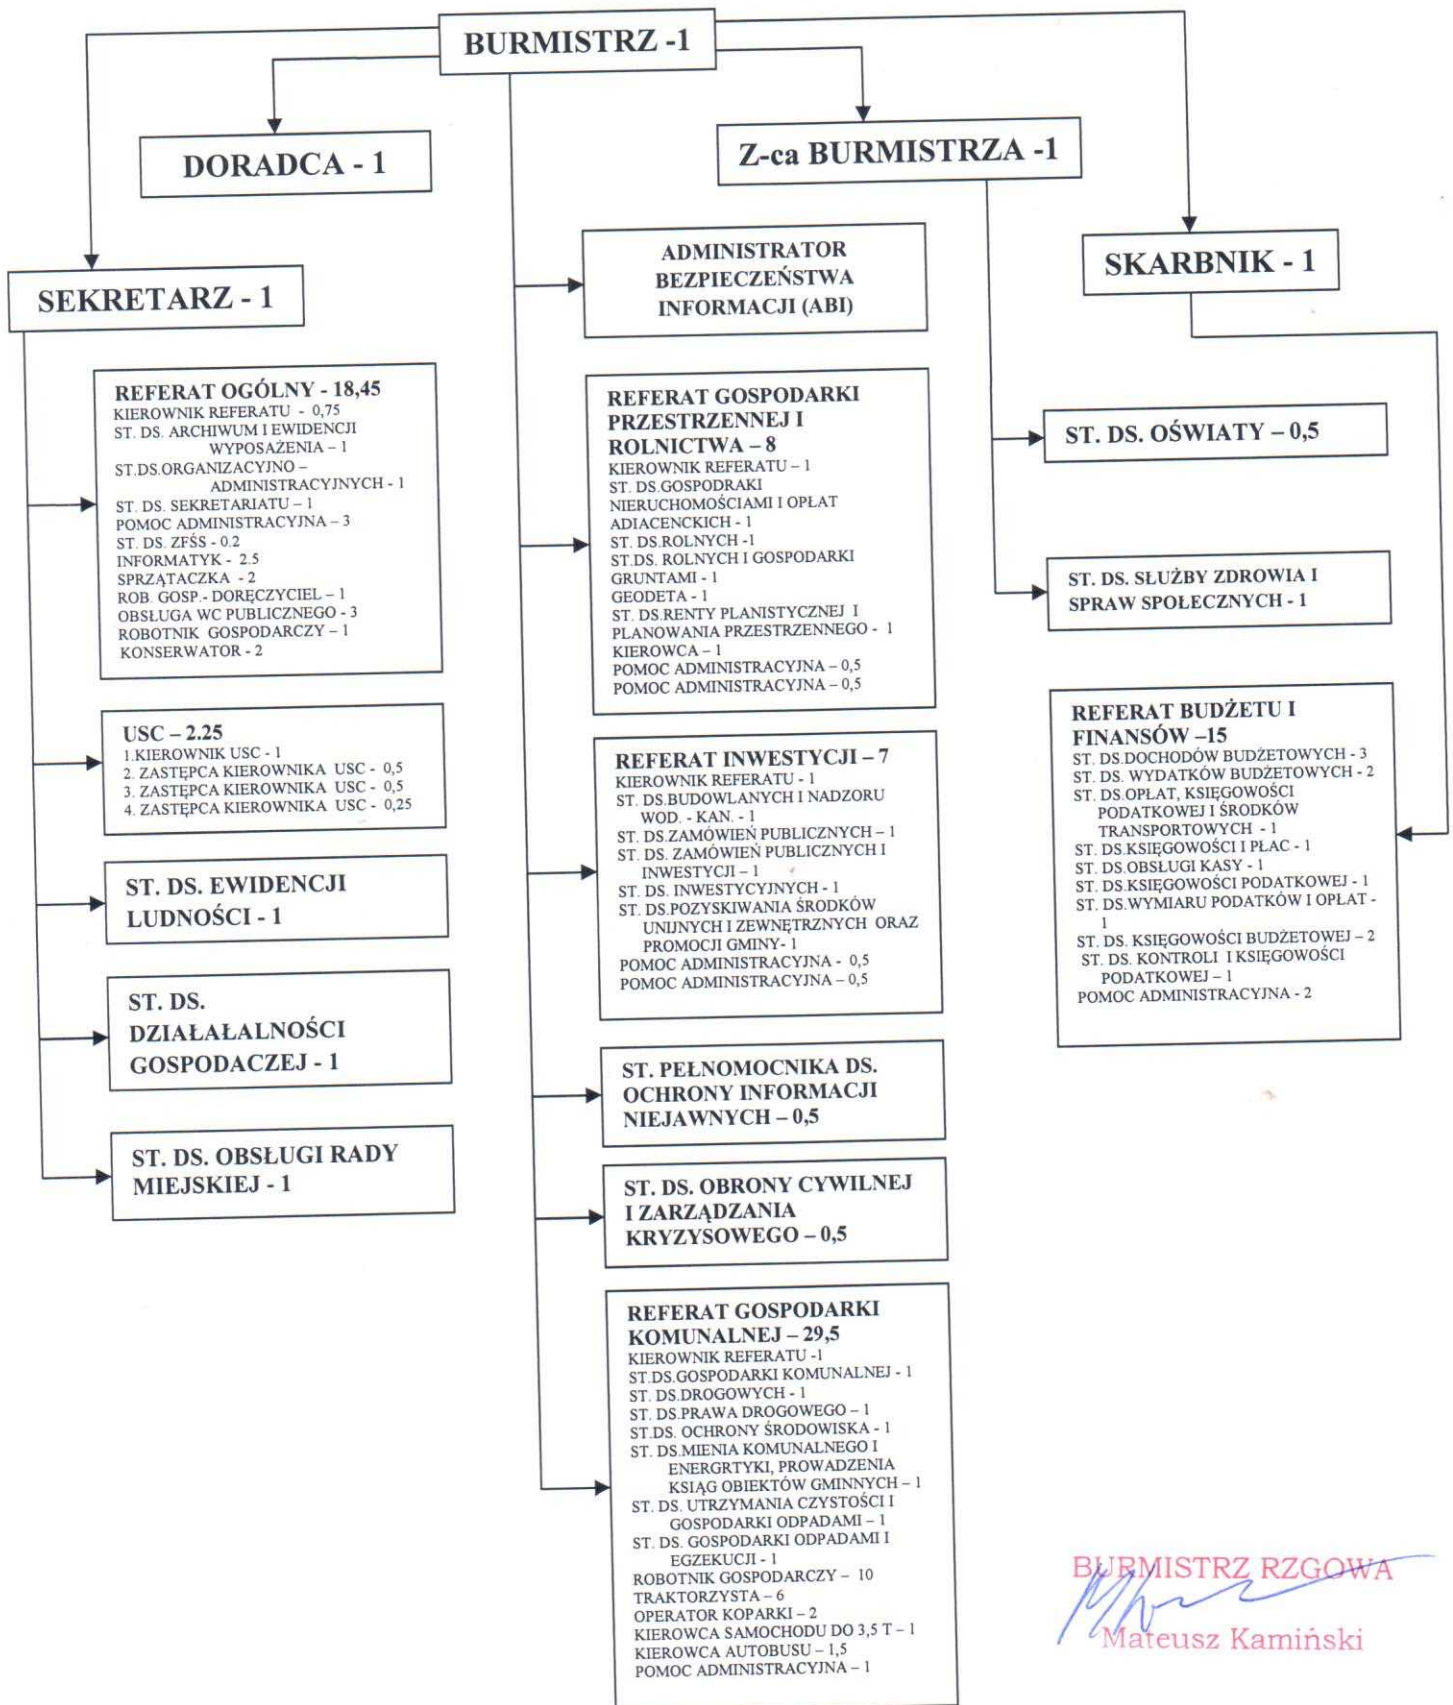 BURMISTRZ -1
DORADCA - 1
Z-ca BURMISTRZA -1
SEKRETARZ - 1
ADMINISTRATOR
BEZPIECZEŃSTWA
INFORMACJI (ABI)
SKARBNIK - 1
REFERAT OGÓLNY - 18,45
KIEROWNIK REFERATU - 0,75
ST. DS. ARCHIWUM I EWIDENCJI
WYPOSAŻENIA – 1
ST.DS.ORGANIZACYJNO –
ADMINISTRACYJNYCH - 1
ST. DS. SEKRETARIATU – 1
POMOC ADMINISTRACYJNA – 3
ST. DS. ZFŚS - 0.2
INFORMATYK - 2.5
SPRZĄTACZKA - 2
ROB. GOSP.- DORĘCZYCIEL – 1
OBSŁUGA WC PUBLICZNEGO - 3
ROBOTNIK GOSPODARCZY – 1
KONSERWATOR - 2
USC – 2.25
1.KIEROWNIK USC - 1
2. ZASTĘPCA KIEROWNIKA USC - 0,5
3. ZASTĘPCA KIEROWNIKA USC - 0,5
4. ZASTĘPCA KIEROWNIKA USC - 0,25
ST. DS. EWIDENCJI
LUDNOŚCI - 1
ST. DS.
DZIAŁAŁALNOŚCI
GOSPODACZEJ - 1
ST. DS. OBSŁUGI RADY
MIEJSKIEJ - 1
REFERAT GOSPODARKI
PRZESTRZENNEJ I
ROLNICTWA – 8
KIEROWNIK REFERATU – 1
ST. DS.GOSPODRAKI
NIERUCHOMOŚCIAMI I OPŁAT
ADIACENCKICH - 1
ST. DS.ROLNYCH -1
ST.DS. ROLNYCH I GOSPODARKI
GRUNTAMI - 1
GEODETA - 1
ST. DS.RENTY PLANISTYCZNEJ I
PLANOWANIA PRZESTRZENNEGO - 1
KIEROWCA – 1
POMOC ADMINISTRACYJNA – 0,5
POMOC ADMINISTRACYJNA – 0,5
REFERAT INWESTYCJI – 7
KIEROWNIK REFERATU - 1
ST. DS.BUDOWLANYCH I NADZORU
WOD. - KAN. - 1
ST. DS.ZAMÓWIEŃ PUBLICZNYCH – 1
ST. DS. ZAMÓWIEŃ PUBLICZNYCH I
INWESTYCJI – 1
ST. DS. INWESTYCYJNYCH - 1
ST. DS.POZYSKIWANIA ŚRODKÓW
UNIJNYCH I ZEWNĘTRZNYCH ORAZ
PROMOCJI GMINY- 1
POMOC ADMINISTRACYJNA - 0,5
POMOC ADMINISTRACYJNA – 0,5
ST. PEŁNOMOCNIKA DS.
OCHRONY INFORMACJI
NIEJAWNYCH – 0,5
ST. DS. OBRONY CYWILNEJ
I ZARZĄDZANIA
KRYZYSOWEGO – 0,5
REFERAT GOSPODARKI
KOMUNALNEJ – 29,5
KIEROWNIK REFERATU -1
ST.DS.GOSPODARKI KOMUNALNEJ - 1
ST. DS.DROGOWYCH - 1
ST. DS.PRAWA DROGOWEGO – 1
ST.DS. OCHRONY ŚRODOWISKA - 1
ST. DS.MIENIA KOMUNALNEGO I
ENERGRTYKI, PROWADZENIA
KSIĄG OBIEKTÓW GMINNYCH – 1
ST. DS. UTRZYMANIA CZYSTOŚCI I
GOSPODARKI ODPADAMI – 1
ST. DS. GOSPODARKI ODPADAMI I
EGZEKUCJI - 1
ROBOTNIK GOSPODARCZY – 10
TRAKTORZYSTA – 6
OPERATOR KOPARKI – 2
KIEROWCA SAMOCHODU DO 3,5 T – 1
KIEROWCA AUTOBUSU – 1,5
POMOC ADMINISTRACYJNA – 1
ST. DS. OŚWIATY – 0,5
ST. DS. SŁUŻBY ZDROWIA I
SPRAW SPOŁECZNYCH - 1
REFERAT BUDŻETU I
FINANSÓW –15
ST. DS.DOCHODÓW BUDŻETOWYCH - 3
ST. DS. WYDATKÓW BUDŻETOWYCH - 2
ST. DS.OPŁAT, KSIĘGOWOŚCI
PODATKOWEJ I ŚRODKÓW
TRANSPORTOWYCH - 1
ST. DS.KSIĘGOWOŚCI I PŁAC - 1
ST. DS.OBSŁUGI KASY - 1
ST. DS.KSIĘGOWOŚCI PODATKOWEJ - 1
ST. DS.WYMIARU PODATKÓW I OPŁAT -
1
ST. DS. KSIĘGOWOŚCI BUDŻETOWEJ – 2
ST. DS. KONTROLI I KSIĘGOWOŚCI
PODATKOWEJ – 1
POMOC ADMINISTRACYJNA - 2
BURMISTRZ RZGOWA
Mateusz Kamiński